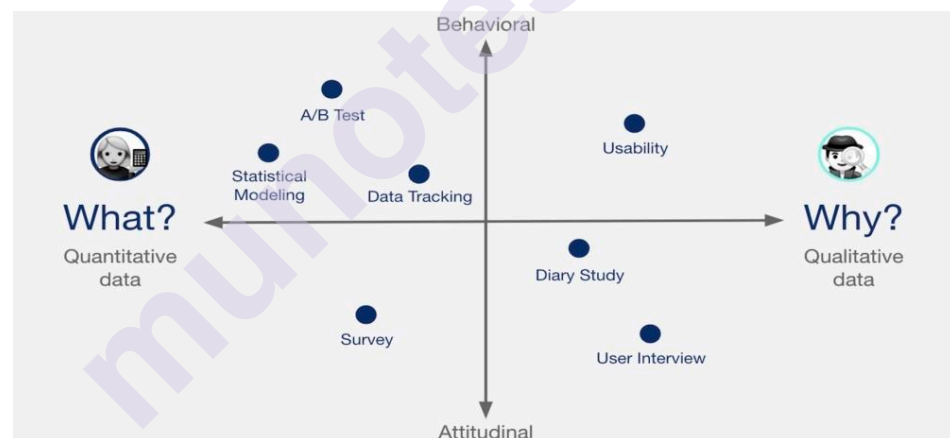 Behavioral
A/B Test
Usability
Statistical
Modeling
Data Tracking
What?
Why?
Quantitative
data
Qualitative
data
Diary Study
Survey
User Interview
Attitudinal
munotes